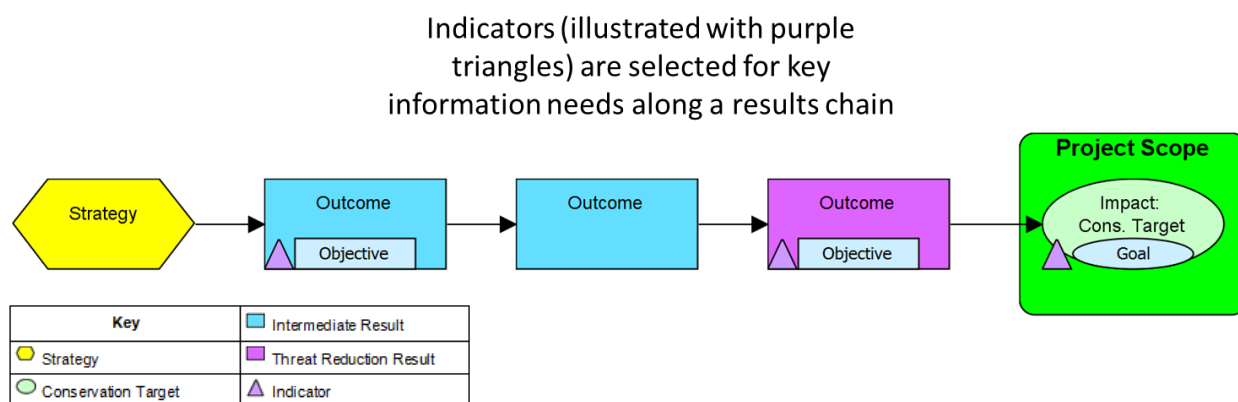 Indicators (illustrated with purple
triangles) are selected for key
information needs along a results chain
Project Scope
Strategy
Outcome
Objective
Outcome
Outcome
Objective
Impact:
Cons. Target
Goal
Key
Intermediate Result
Strategy
Threat Reduction Result
Conservation Target
Indicator